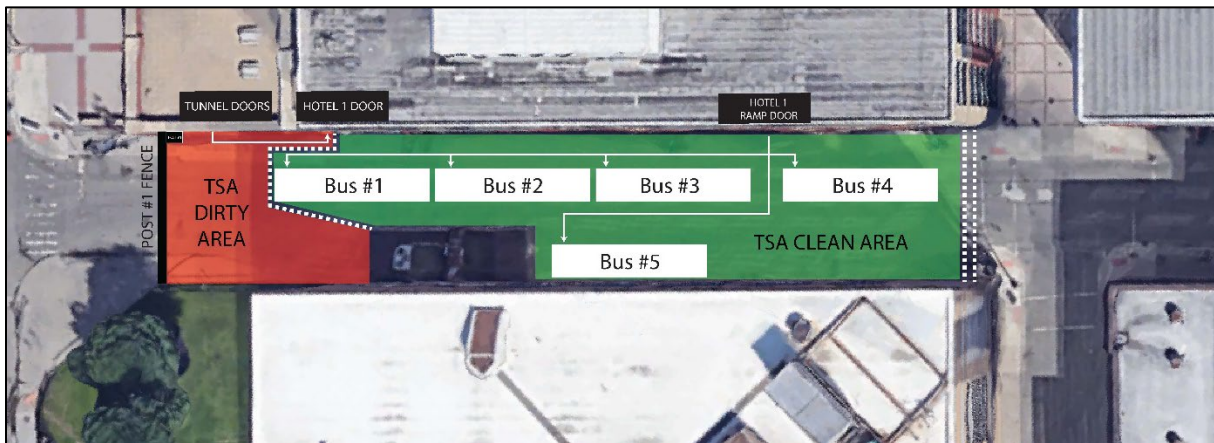 TUNNEL DOORS
HOTEL 1 DOOR
HOTEL 1
RAMP DOOR
POST #1 FENCE
TSA
DIRTY
AREA
Bus #1
Bus #2
Bus #3
Bus #4
Bus #5
TSA CLEAN AREA